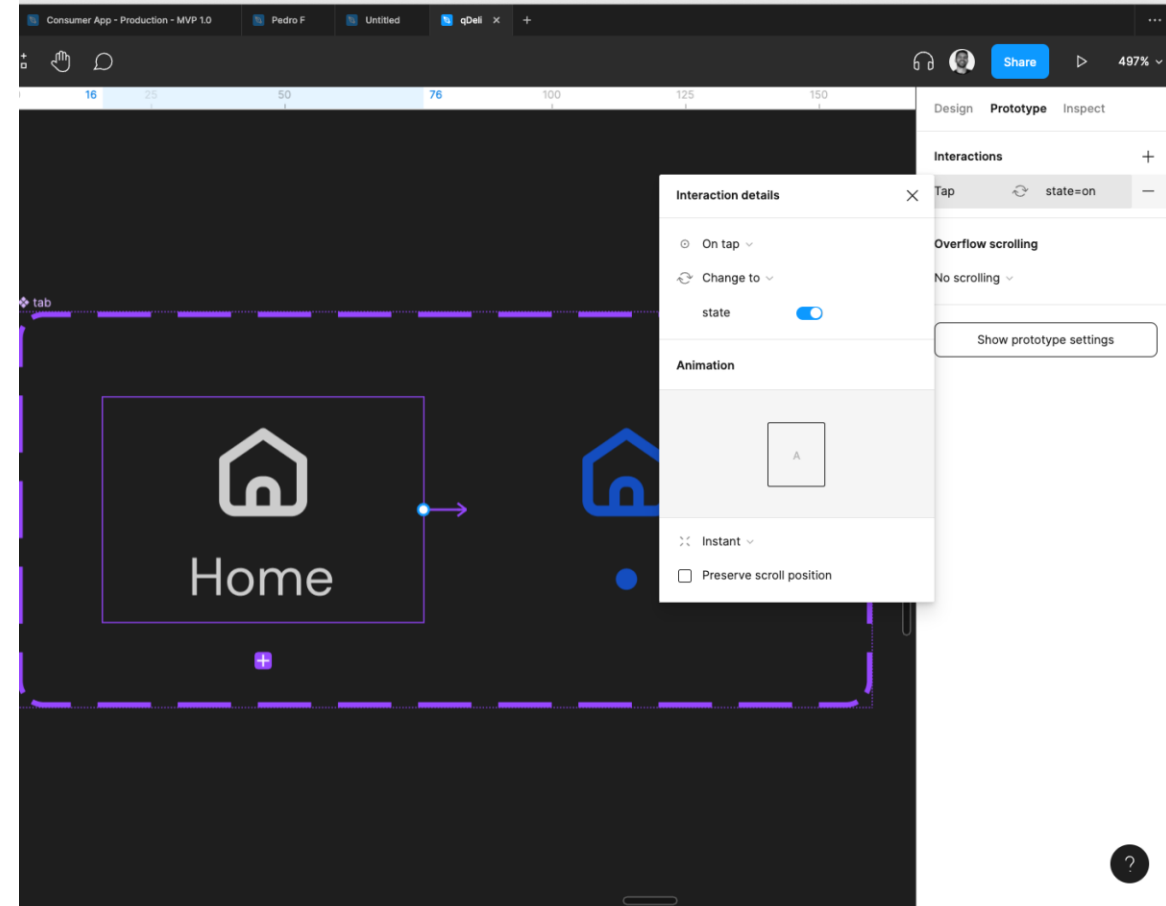 Consumer App - Production - MVP 1.0
Pedro F
Untitled
qDeli
Share
497%
16 25 50 76 100 125 150
Design Prototype Inspect
Interactions
Tap state=on
Overflow scrolling
No scrolling
Show prototype settings
Interaction details
On tap
Change to
state
Animation
A
Instant
Preserve scroll position
tab
Home
?